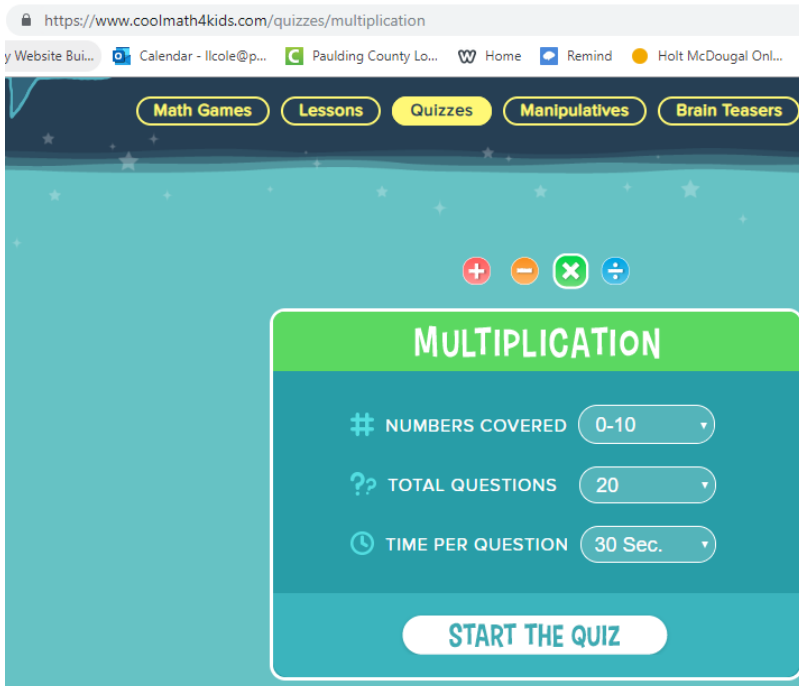 https://www.coolmath4kids.com/quizzes/multiplication
y Website Bui... Calendar - llcole@p... Paulding County Lo... Home Remind Holt McDougal Onl...
Math Games Lessons Quizzes Manipulatives Brain Teasers
MULTIPLICATION
NUMBERS COVERED 0-10
TOTAL QUESTIONS 20
TIME PER QUESTION 30 Sec.
START THE QUIZ